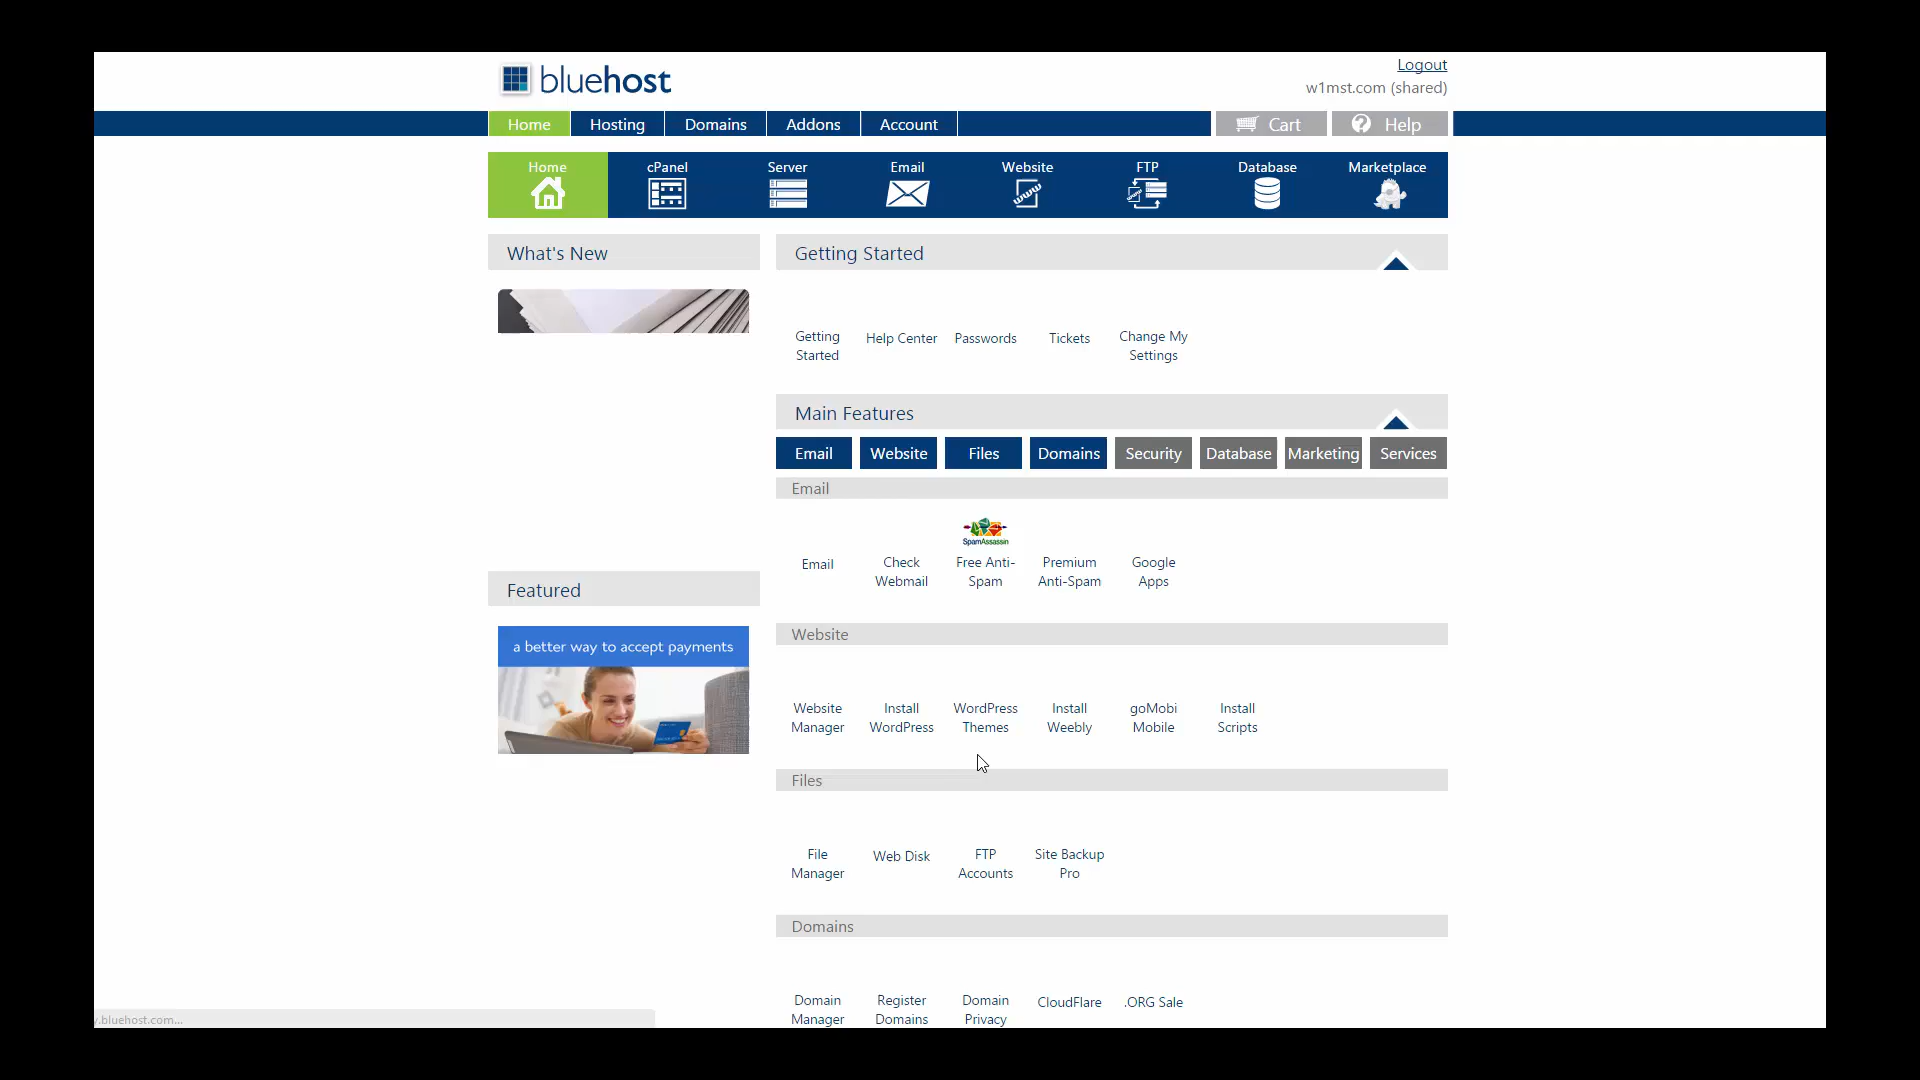 bluehost
Logout
w1mst.com (shared)
Home Hosting Domains Addons Account Cart Help
Home cPanel Server Email Website FTP Database Marketplace
What's New
Getting Started
Getting Started
Help Center
Passwords
Tickets
Change My Settings
Main Features
Email Website Files Domains Security Database Marketing Services
Email
SpamAssassin
Email
Check Webmail
Free Anti-Spam
Premium Anti-Spam
Google Apps
Featured
a better way to accept payments
Website
Website Manager
Install WordPress
WordPress Themes
Install Weebly
goMobi Mobile
Install Scripts
Files
File Manager
Web Disk
FTP Accounts
Site Backup Pro
Domains
Domain Manager
Register Domains
Domain Privacy
CloudFlare
.ORG Sale
.bluehost.com...